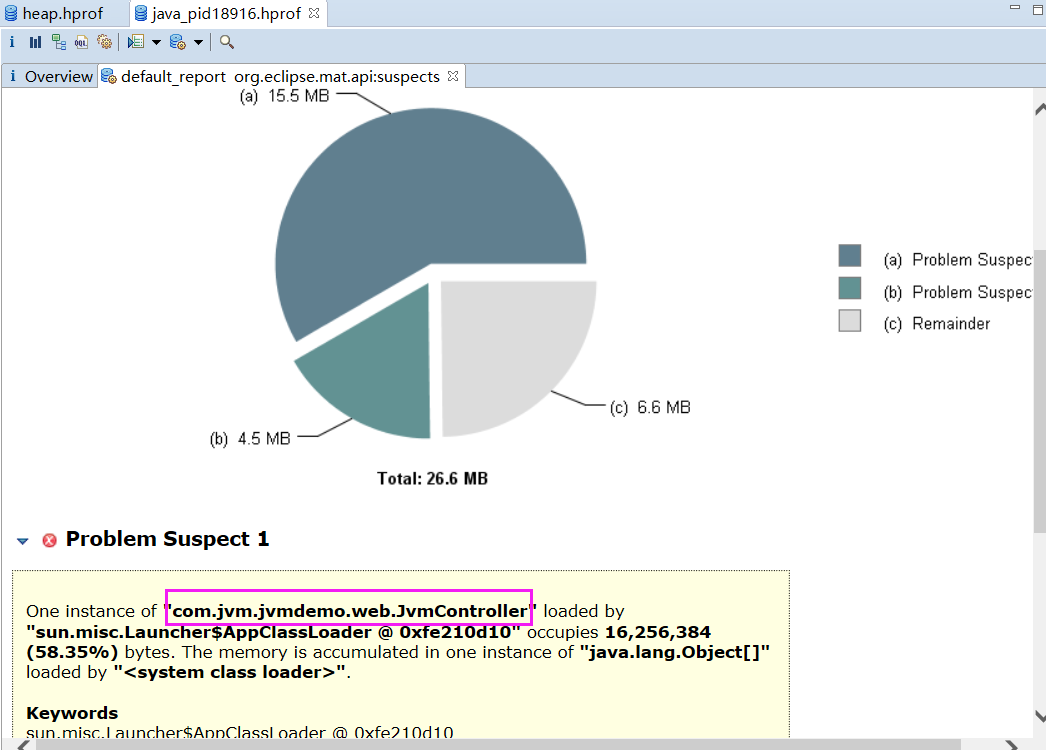 heap.hprof java_pid18916.hprof
i OQL
i Overview default_report org.eclipse.mat.api:suspects
(a) 15.5 MB
(a) Problem Suspec
(b) Problem Suspec
(c) Remainder
(c) 6.6 MB
(b) 4.5 MB
Total: 26.6 MB
Problem Suspect 1
One instance of "com.jvm.jvmdemo.web.JvmController" loaded by
"sun.misc.Launcher$AppClassLoader @ 0xfe210d10" occupies 16,256,384
(58.35%) bytes. The memory is accumulated in one instance of "java.lang.Object[]"
loaded by "<system class loader>".
Keywords
sun.misc.Launcher$AppClassLoader @ 0xfe210d10